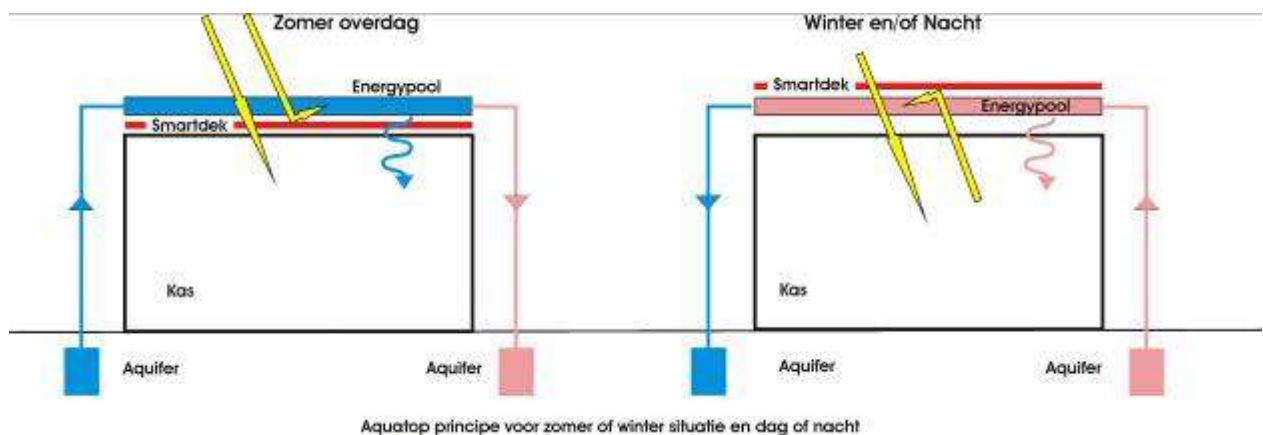 Zomer overdag
Winter en/of Nacht
Energypool
Smartdek
Kas
Aquifer
Aquifer
Smartdek
Energypool
Kas
Aquifer
Aquifer
Aquatop principe voor zomer of winter situatie en dag of nacht